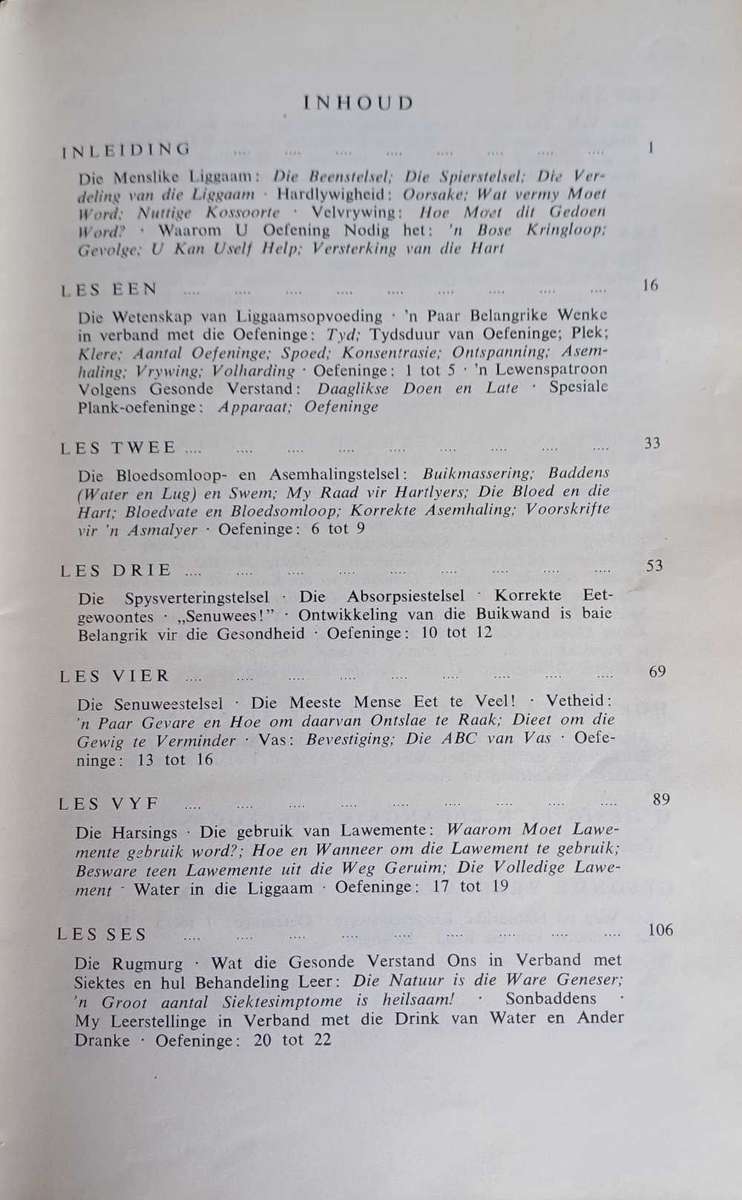 INHOUD
INLEIDING .... .... .... .... .... .... .... .... 1
Die Menslike Liggaam: Die Beenstelsel; Die Spierstelsel; Die Ver-
deling van die Liggaam · Hardlywigheid: Oorsake; Wat vermy Moet
Word; Nuttige Kossoorte · Velvrywing: Hoe Moet dit Gedoen
Word? · Waarom U Oefening Nodig het: 'n Bose Kringloop;
Gevolge; U Kan Uself Help; Versterking van die Hart
LES EEN .... .... .... .... .... .... .... .... .... 16
Die Wetenskap van Liggaamsopvoeding · 'n Paar Belangrike Wenke
in verband met die Oefeninge: Tyd; Tydsduur van Oefeninge; Plek;
Klere; Aantal Oefeninge; Spoed; Konsentrasie; Ontspanning; Asem-
haling; Vrywing; Volharding · Oefeninge: 1 tot 5 · 'n Lewenspatroon
Volgens Gesonde Verstand: Daaglikse Doen en Late · Spesiale
Plank-oefeninge: Apparaat; Oefeninge
LES TWEE .... .... .... .... .... .... .... .... .... 33
Die Bloedsomloop- en Asemhalingstelsel: Buikmassering; Baddens
(Water en Lug) en Swem; My Raad vir Hartlyers; Die Bloed en die
Hart; Bloedvate en Bloedsomloop; Korrekte Asemhaling; Voorskrifte
vir 'n Asmalyer · Oefeninge: 6 tot 9
LES DRIE .... .... .... .... .... .... .... .... .... 53
Die Spysverteringstelsel · Die Absorpsiestelsel · Korrekte Eet-
gewoontes · „Senuwees!” · Ontwikkeling van die Buikwand is baie
Belangrik vir die Gesondheid · Oefeninge: 10 tot 12
LES VIER .... .... .... .... .... .... .... .... .... 69
Die Senuweestelsel · Die Meeste Mense Eet te Veel! · Vetheid:
'n Paar Gevare en Hoe om daarvan Ontslae te Raak; Dieet om die
Gewig te Verminder · Vas: Bevestiging; Die ABC van Vas · Oefe-
ninge: 13 tot 16
LES VYF .... .... .... .... .... .... .... .... .... 89
Die Harsings · Die gebruik van Lawemente: Waarom Moet Lawe-
mente gebruik word?; Hoe en Wanneer om die Lawement te gebruik;
Besware teen Lawemente uit die Weg Geruim; Die Volledige Lawe-
ment · Water in die Liggaam · Oefeninge: 17 tot 19
LES SES .... .... .... .... .... .... .... .... .... 106
Die Rugmurg · Wat die Gesonde Verstand Ons in Verband met
Siektes en hul Behandeling Leer: Die Natuur is die Ware Geneser;
'n Groot aantal Siektesimptome is heilsaam! · Sonbaddens ·
My Leerstellinge in Verband met die Drink van Water en Ander
Dranke · Oefeninge: 20 tot 22